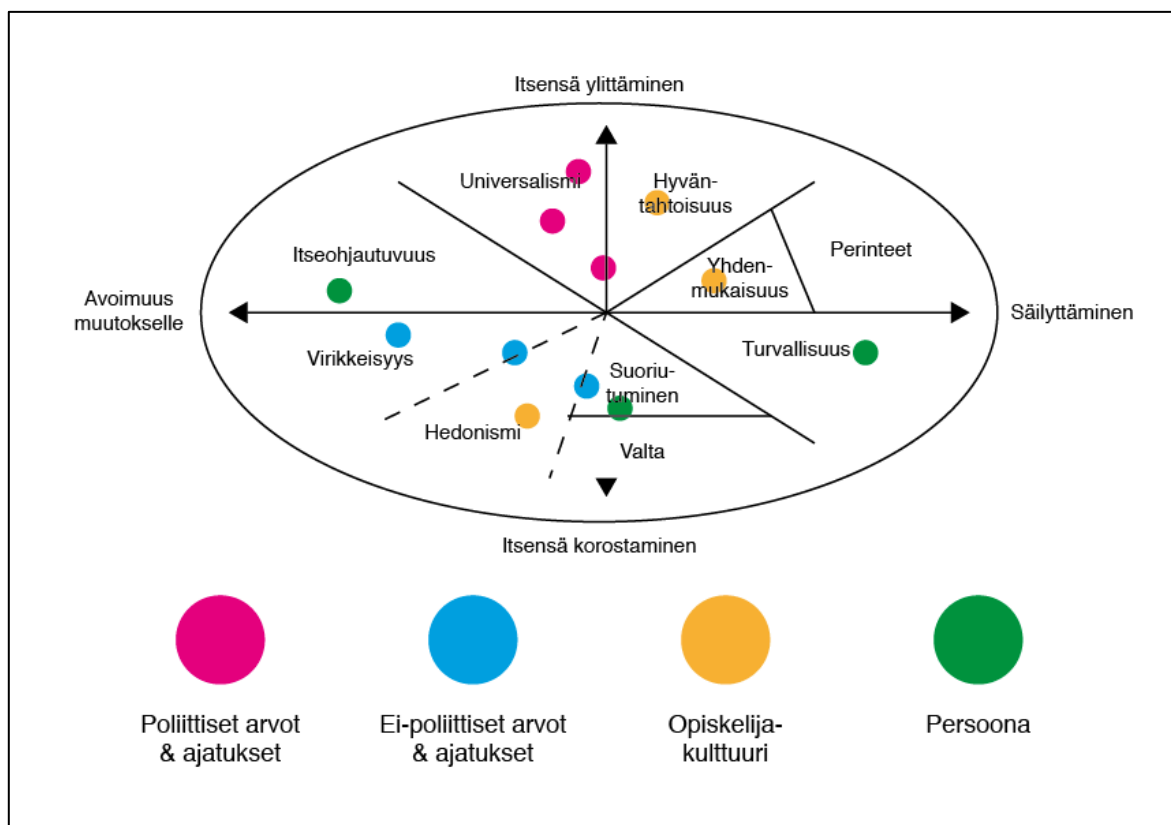 Itsensä ylittäminen
Universalismi
Hyvän-
tahtoisuus
Itseohjautuvuus
Yhden-
mukaisuus
Perinteet
Avoimuus
muutokselle
Säilyttäminen
Virikkeisyys
Turvallisuus
Suoriu-
tuminen
Hedonismi
Valta
Itsensä korostaminen
Poliittiset arvot
& ajatukset
Ei-poliittiset arvot
& ajatukset
Opiskelija-
kulttuuri
Persoona